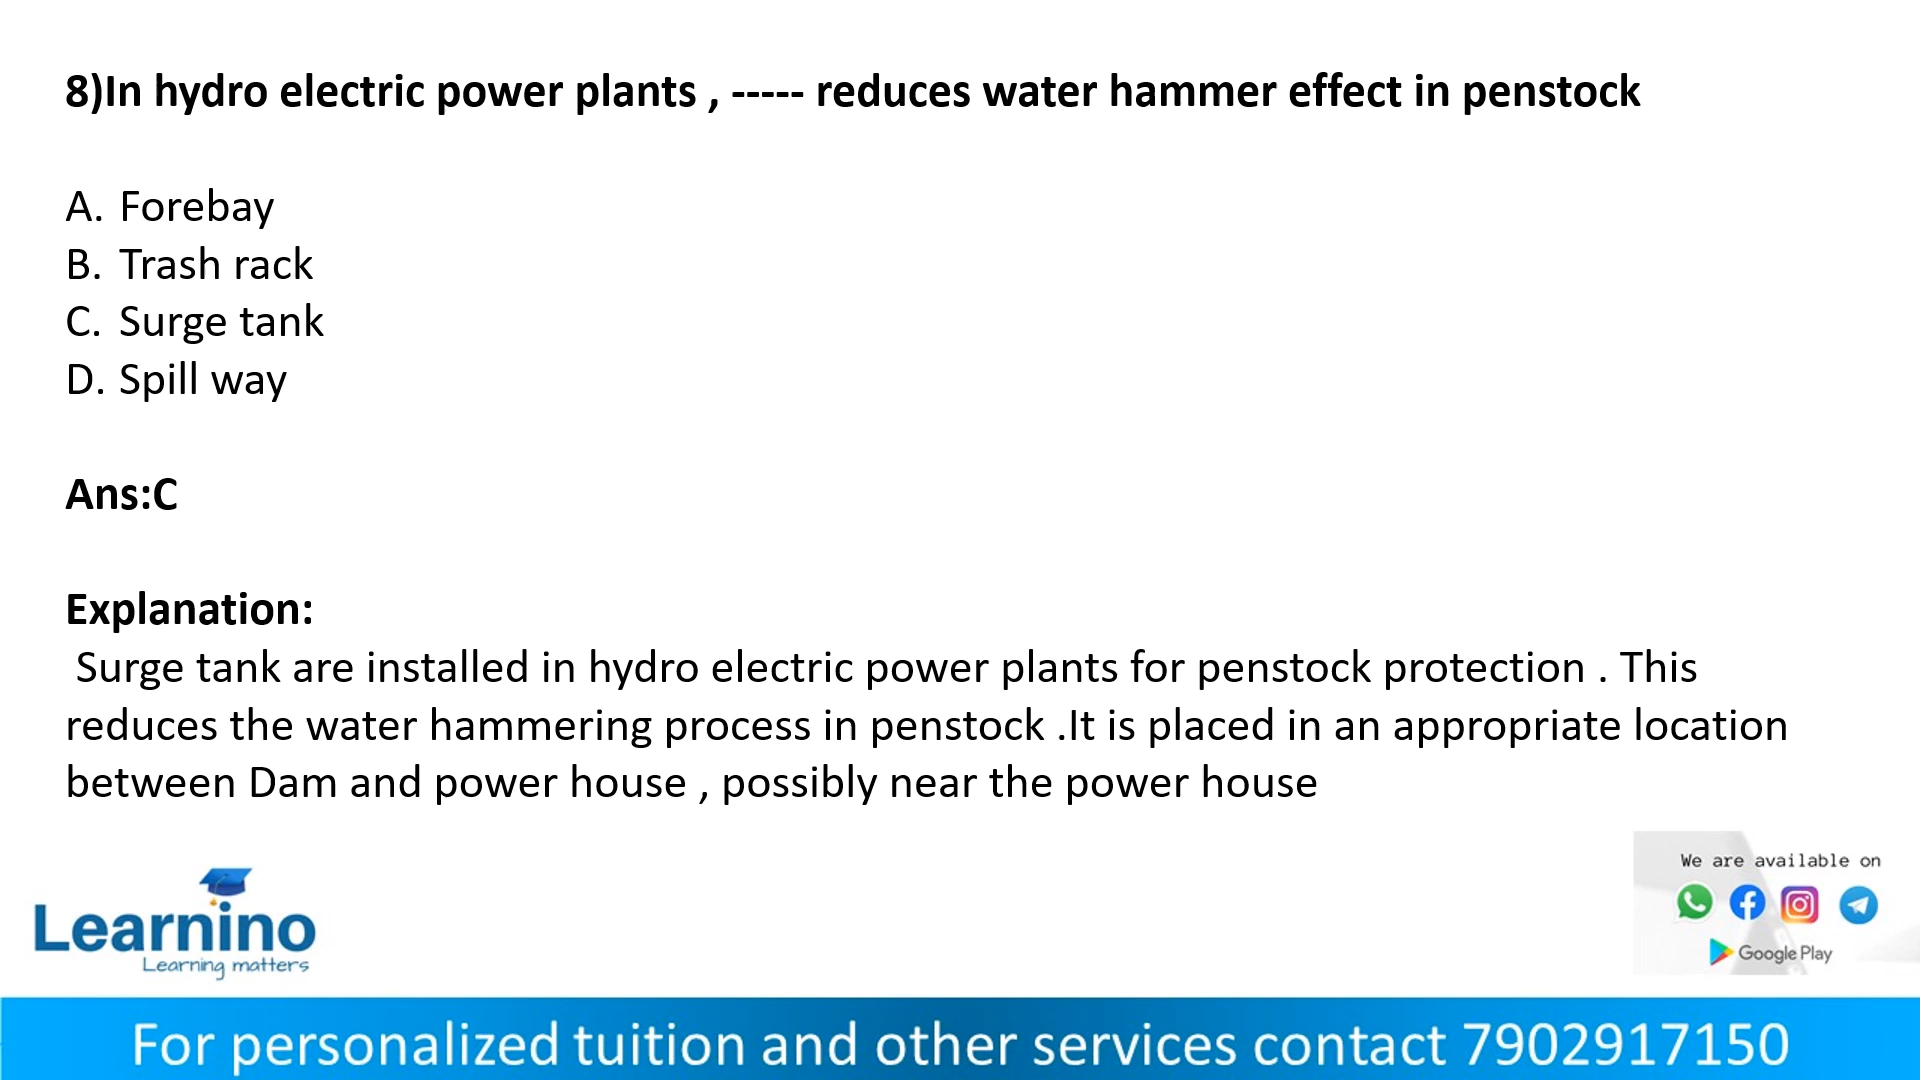 8)In hydro electric power plants , ----- reduces water hammer effect in penstock
A. Forebay
B. Trash rack
C. Surge tank
D. Spill way
Ans:C
Explanation:
Surge tank are installed in hydro electric power plants for penstock protection . This
reduces the water hammering process in penstock .It is placed in an appropriate location
between Dam and power house , possibly near the power house
We are available on
Learnino
Google Play
Learning matters
For personalized tuition and other services contact 7902917150